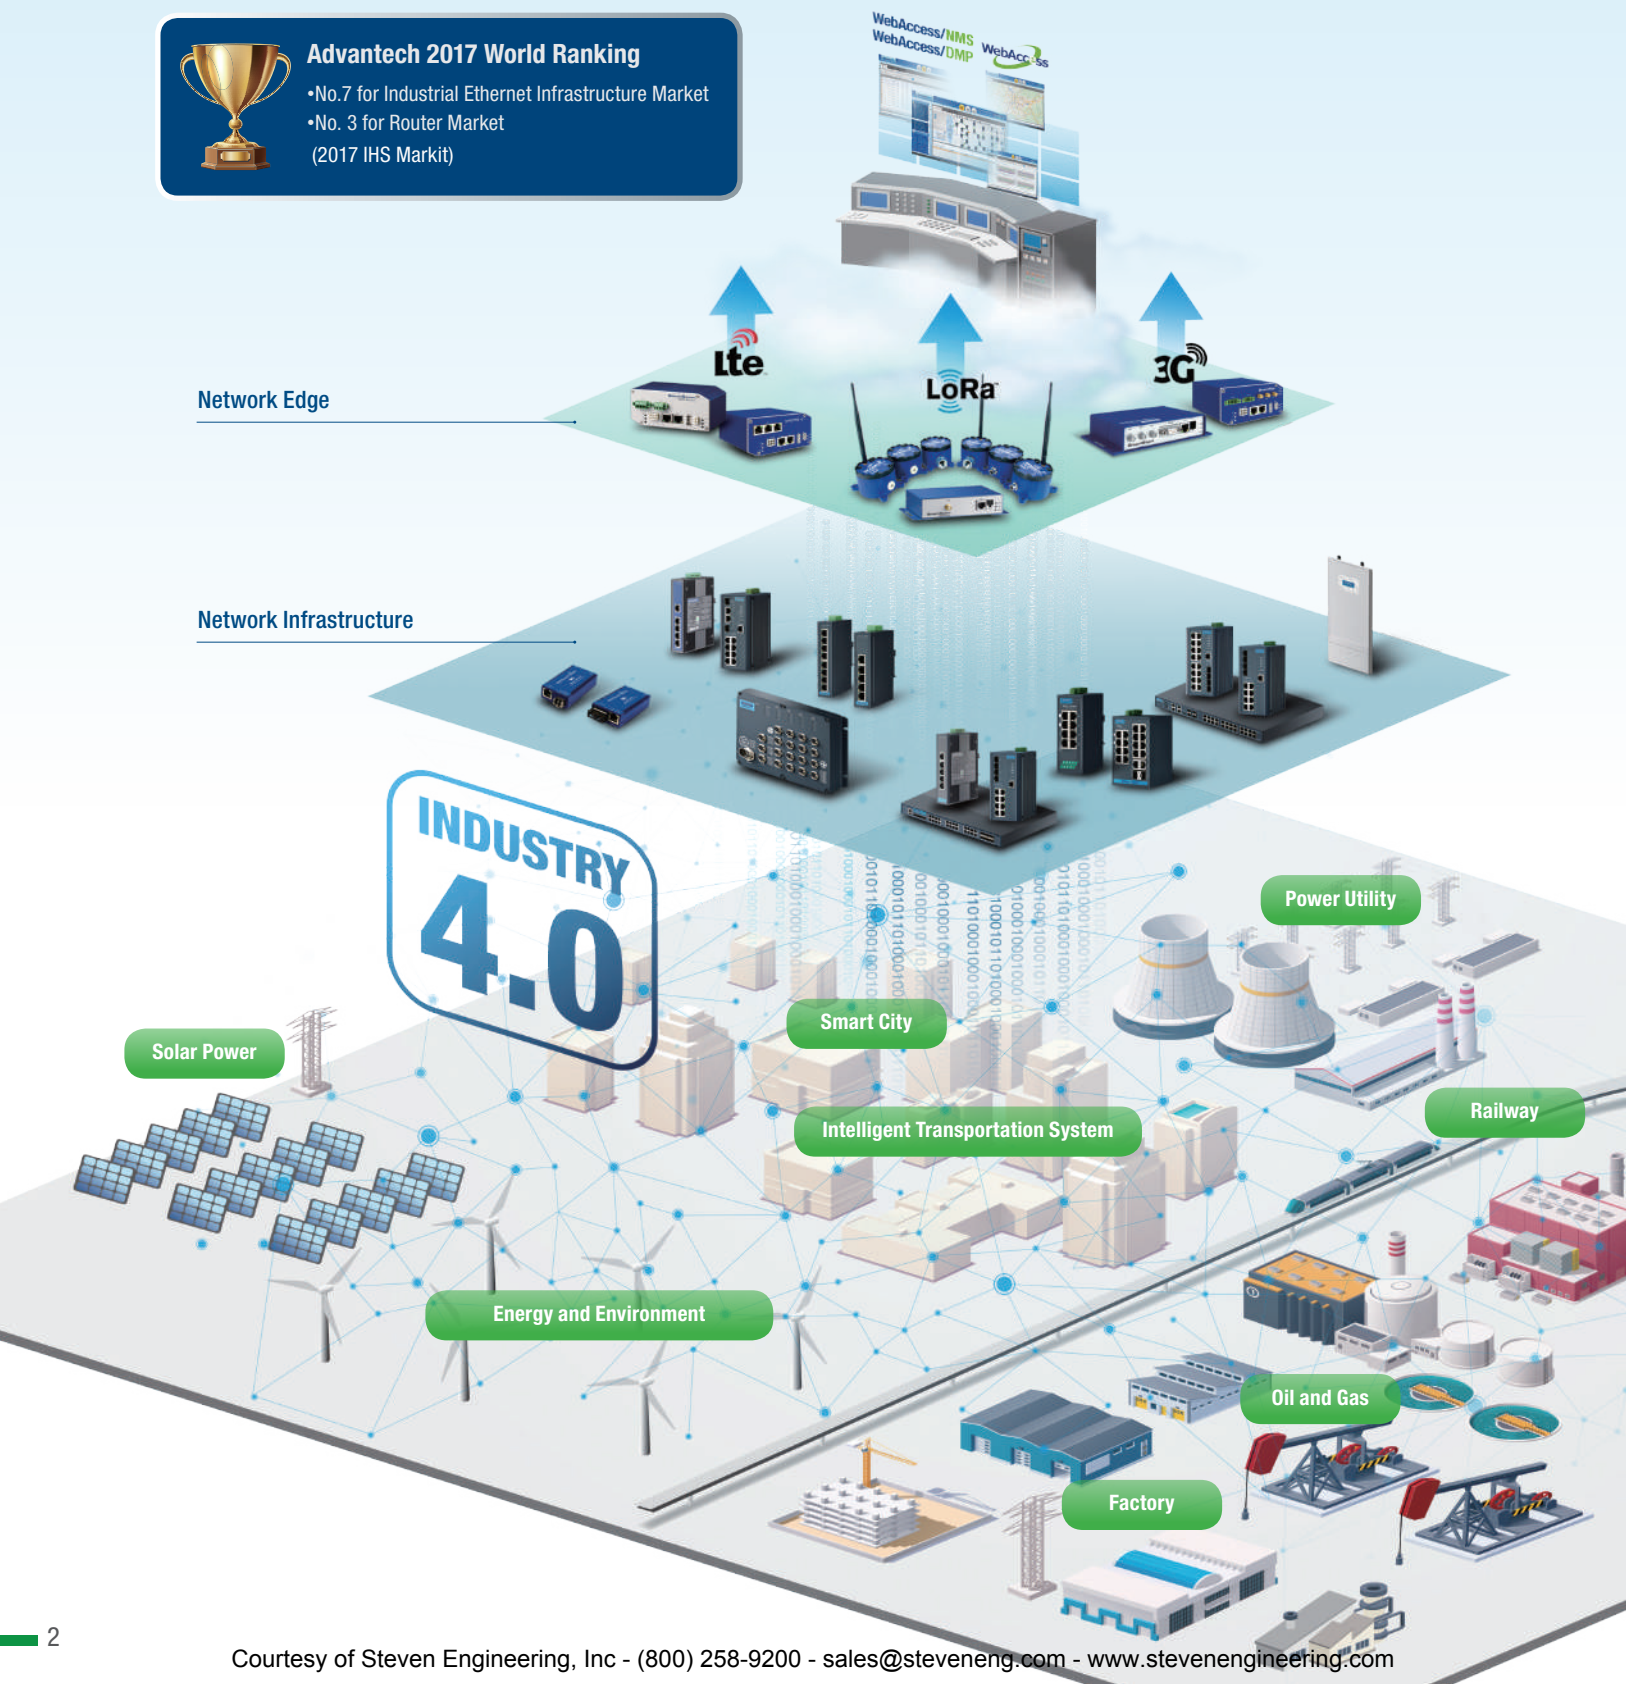 Advantech 2017 World Ranking
•No.7 for Industrial Ethernet Infrastructure Market
•No. 3 for Router Market
(2017 IHS Markit)
WebAccess/NMS
WebAccess/DMP
WebAccess
Lte
LoRa
3G
Network Edge
Network Infrastructure
INDUSTRY
4.0
Power Utility
Smart City
Solar Power
Railway
Intelligent Transportation System
Energy and Environment
Oil and Gas
Factory
2
Courtesy of Steven Engineering, Inc - (800) 258-9200 - sales@steveneng.com - www.stevenengineering.com